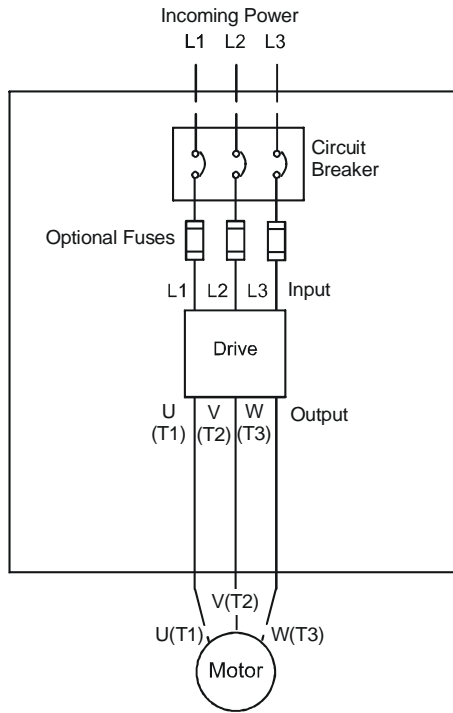 Incoming Power
L1 L2 L3
Circuit
Breaker
Optional Fuses
L1 L2 L3 Input
Drive
U V W Output
(T1) (T2) (T3)
V(T2)
U(T1) W(T3)
Motor